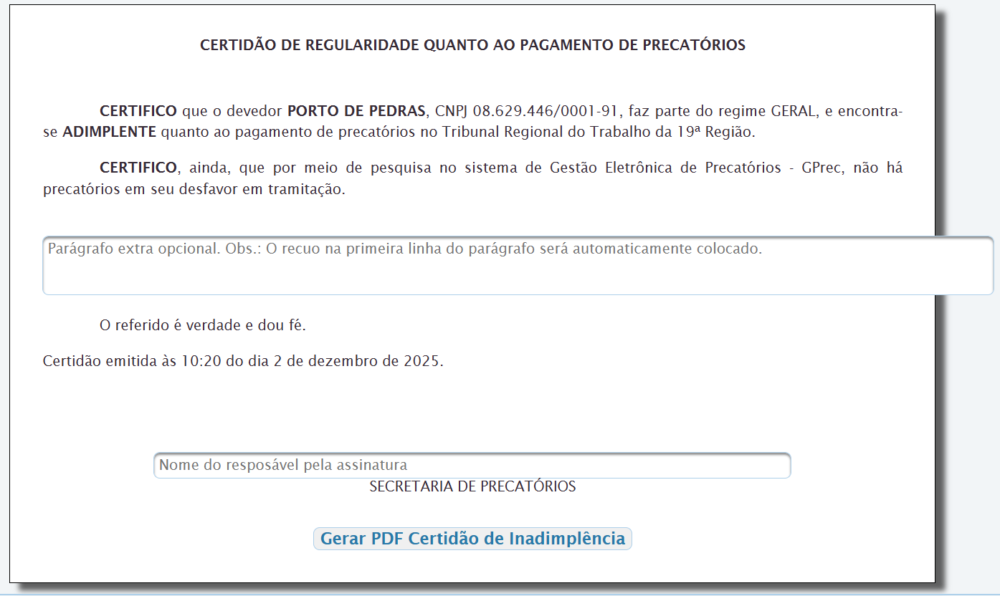 CERTIDÃO DE REGULARIDADE QUANTO AO PAGAMENTO DE PRECATÓRIOS
CERTIFICO que o devedor PORTO DE PEDRAS, CNPJ 08.629.446/0001-91, faz parte do regime GERAL, e encontra-
se ADIMPLENTE quanto ao pagamento de precatórios no Tribunal Regional do Trabalho da 19ª Região.
CERTIFICO, ainda, que por meio de pesquisa no sistema de Gestão Eletrônica de Precatórios - GPrec, não há
precatórios em seu desfavor em tramitação.
Parágrafo extra opcional. Obs.: O recuo na primeira linha do parágrafo será automaticamente colocado.
O referido é verdade e dou fé.
Certidão emitida às 10:20 do dia 2 de dezembro de 2025.
Nome do resposável pela assinatura
SECRETARIA DE PRECATÓRIOS
Gerar PDF Certidão de Inadimplência